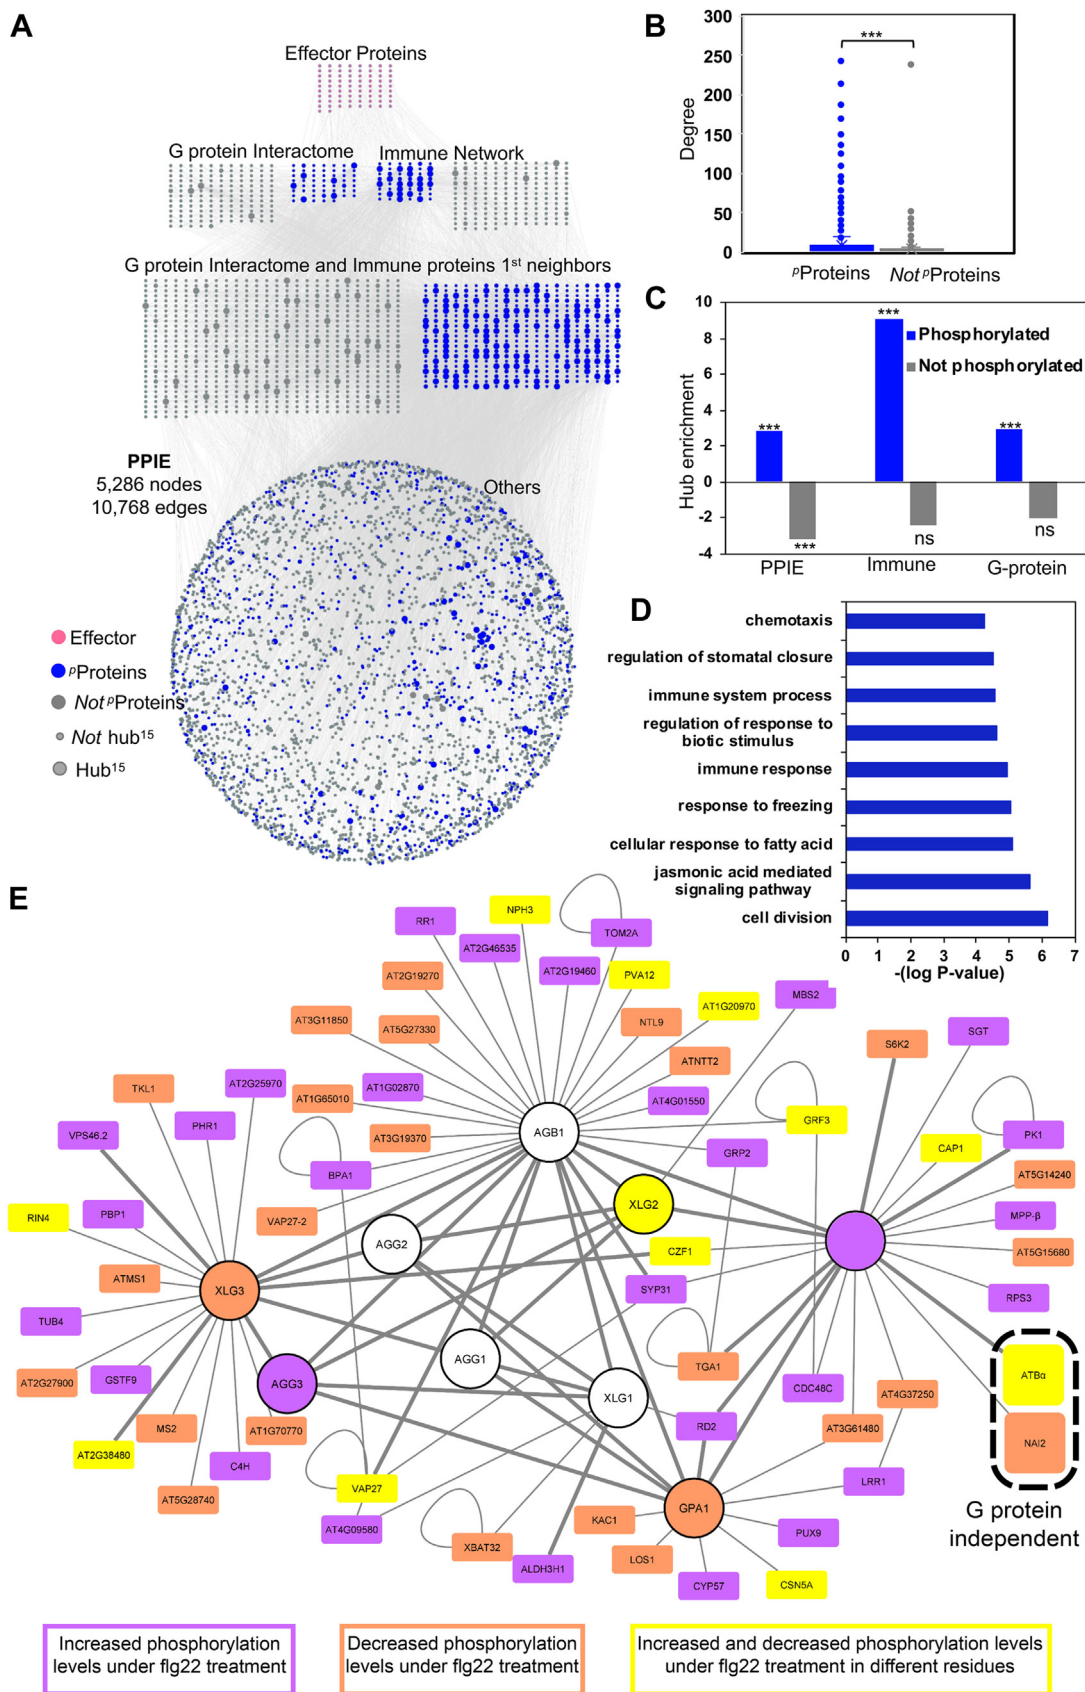 A
Effector Proteins
G protein Interactome
Immune Network
G protein Interactome and Immune proteins 1st neighbors
PPIE
5,286 nodes
10,768 edges
Others
Effector
pProteins
Not pProteins
Not hub15
Hub15
B
300
250
200
150
100
50
0
Degree
***
pProteins
Not pProteins
C
10
8
6
4
2
0
-2
-4
Hub enrichment
***
***
***
***
ns
ns
Phosphorylated
Not phosphorylated
PPIE
Immune
G-protein
D
chemotaxis
regulation of stomatal closure
immune system process
regulation of response to
biotic stimulus
immune response
response to freezing
cellular response to fatty acid
jasmonic acid mediated
signaling pathway
cell division
0 1 2 3 4 5 6 7
-(log P-value)
E
NPH3
RR1
TOM2A
AT2G46535
AT2G19460
AT2G19270
PVA12
MBS2
AT1G20970
AT3G11850
AT5G27330
NTL9
SGT
S6K2
ATNTT2
TKL1
AT2G25970
AT1G02870
AT1G65010
AT4G01550
VPS46.2
PHR1
AT3G19370
AGB1
GRF3
PK1
CAP1
BPA1
GRP2
AT5G14240
RIN4
PBP1
VAP27-2
XLG2
MPP-β
AGG2
CZF1
AT5G15680
ATMS1
XLG3
SYP31
RPS3
TUB4
AGG1
TGA1
AT2G27900
GSTF9
AGG3
XLG1
CDC48C
AT4G37250
ATBα
MS2
AT1G70770
RD2
AT3G61480
NAI2
AT2G38480
C4H
VAP27
LRR1
AT5G28740
GPA1
AT4G09580
KAC1
PUX9
XBAT32
LOS1
ALDH3H1
CYP57
CSN5A
G protein
independent
Increased phosphorylation
levels under flg22 treatment
Decreased phosphorylation
levels under flg22 treatment
Increased and decreased phosphorylation levels
under flg22 treatment in different residues